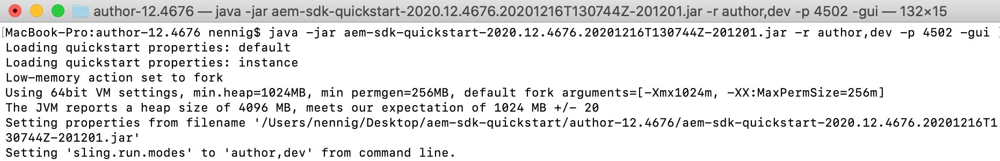 author-12.4676 — java -jar aem-sdk-quickstart-2020.12.4676.20201216T130744Z-201201.jar -r author,dev -p 4502 -gui — 132×15
[MacBook-Pro:author-12.4676 nennig$ java -jar aem-sdk-quickstart-2020.12.4676.20201216T130744Z-201201.jar -r author,dev -p 4502 -gui ]
Loading quickstart properties: default
Loading quickstart properties: instance
Low-memory action set to fork
Using 64bit VM settings, min.heap=1024MB, min permgen=256MB, default fork arguments=[-Xmx1024m, -XX:MaxPermSize=256m]
The JVM reports a heap size of 4096 MB, meets our expectation of 1024 MB +/- 20
Setting properties from filename '/Users/nennig/Desktop/aem-sdk-quickstart/author-12.4676/aem-sdk-quickstart-2020.12.4676.20201216T1
30744Z-201201.jar'
Setting 'sling.run.modes' to 'author,dev' from command line.